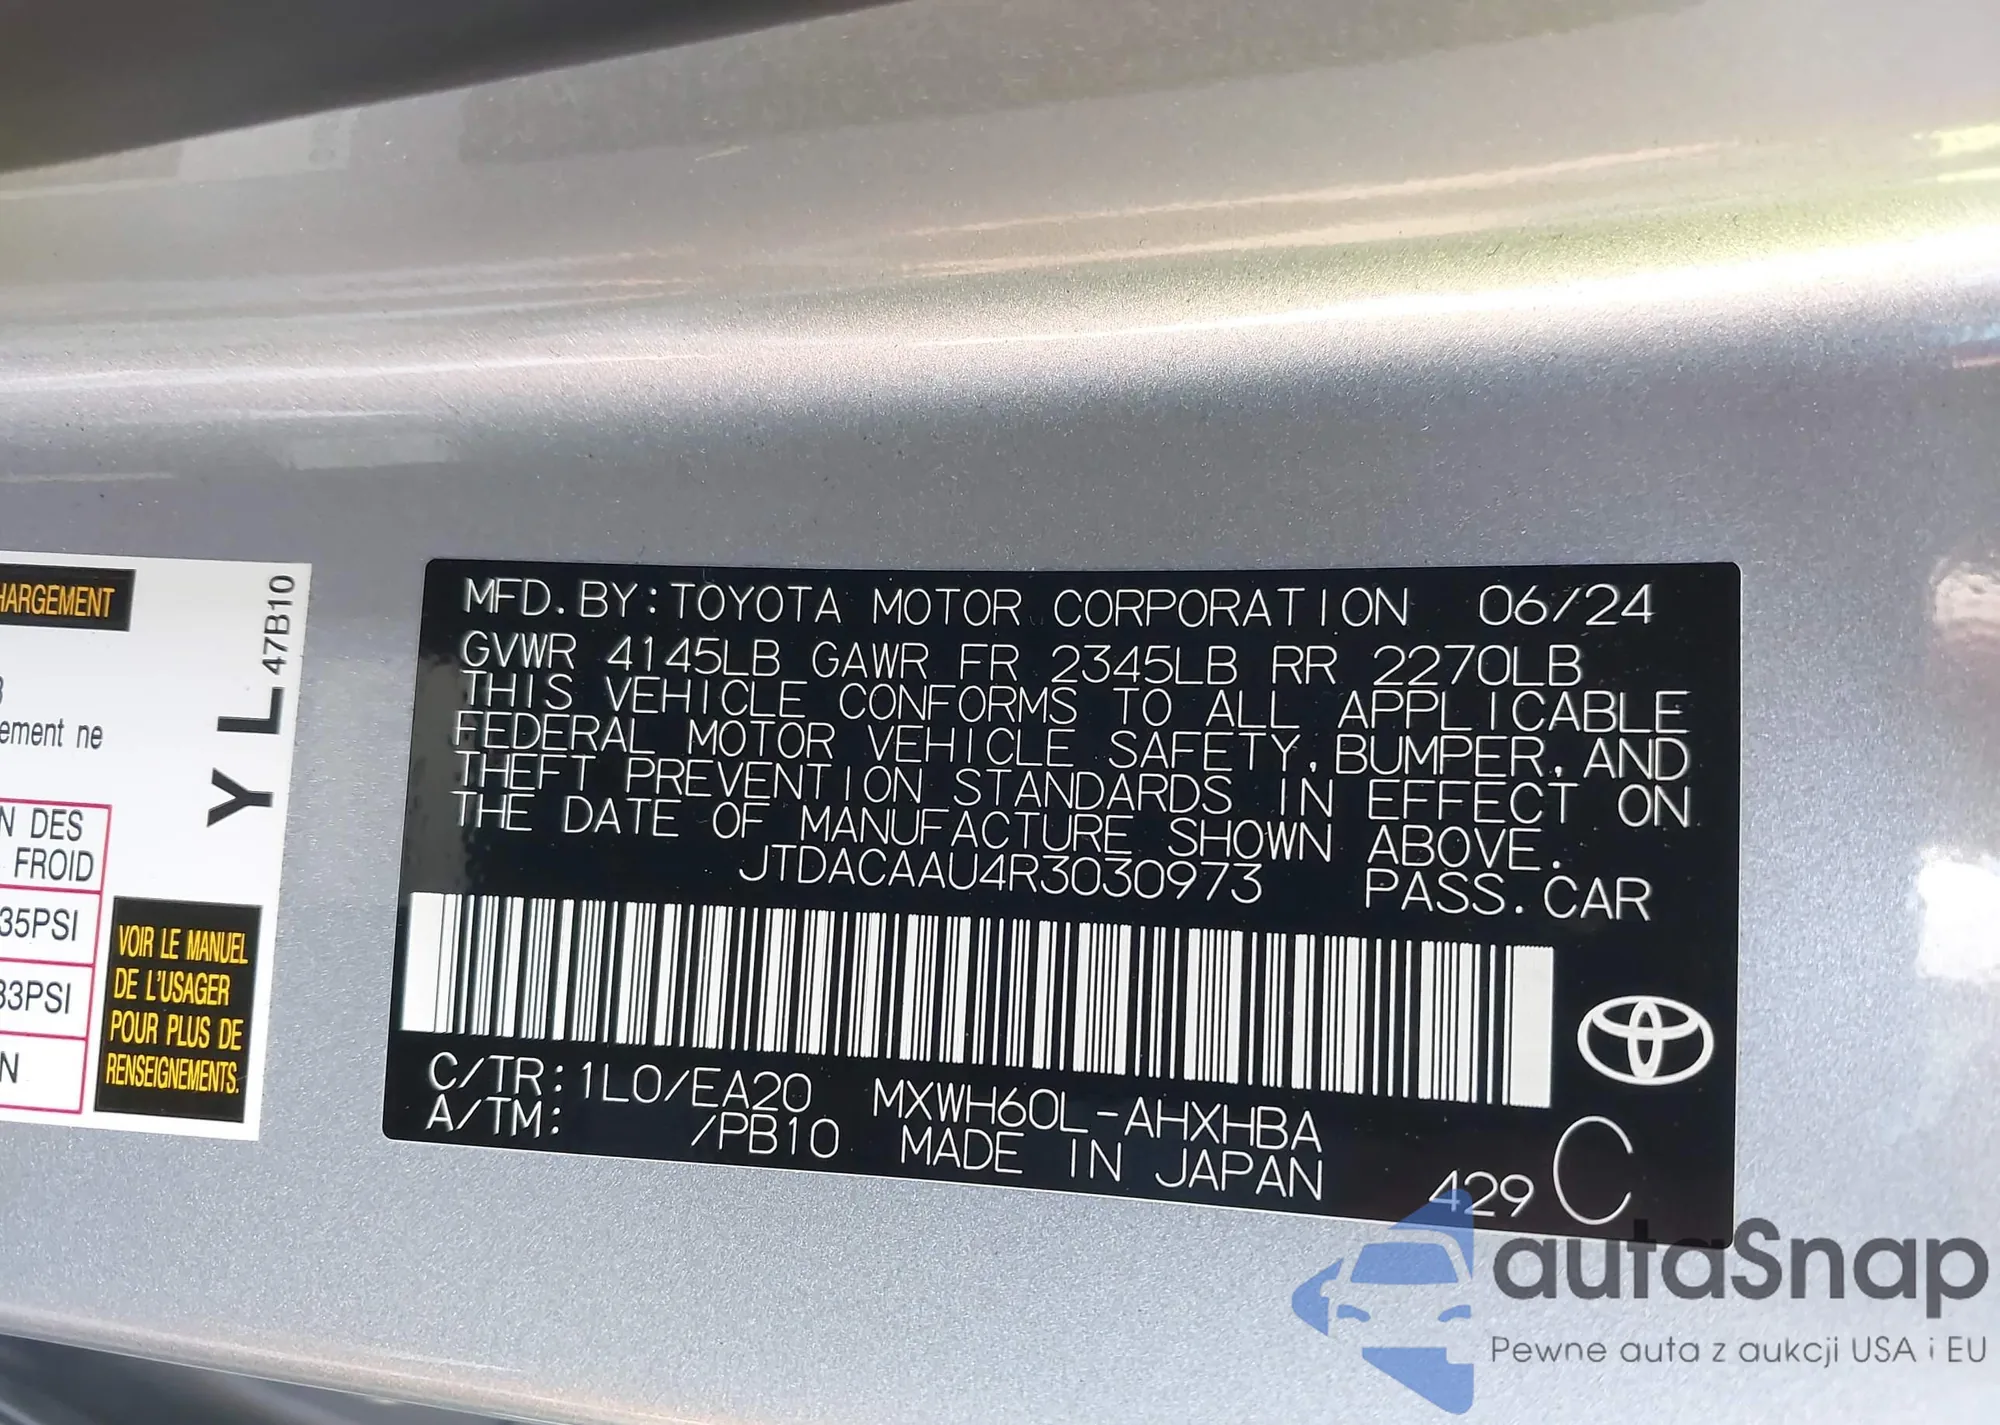 HARGEMENT
47B10
Y L
ement ne
N DES
FROID
35PSI
33PSI
N
VOIR LE MANUEL
DE L'USAGER
POUR PLUS DE
RENSEIGNEMENTS.
MFD. BY: TOYOTA MOTOR CORPORATION 06/24
GVWR 4145LB GAWR FR 2345LB RR 2270LB
THIS VEHICLE CONFORMS TO ALL APPLICABLE
FEDERAL MOTOR VEHICLE SAFETY, BUMPER, AND
THEFT PREVENTION STANDARDS IN EFFECT ON
THE DATE OF MANUFACTURE SHOWN ABOVE.
JTDACAAU4R3030973 PASS. CAR
C/TR: 1L0/EA20 MXWH60L-AHXHBA
A/TM: /PB10 MADE IN JAPAN
429 C
autaSnap
Pewne auta z aukcji USA i EU